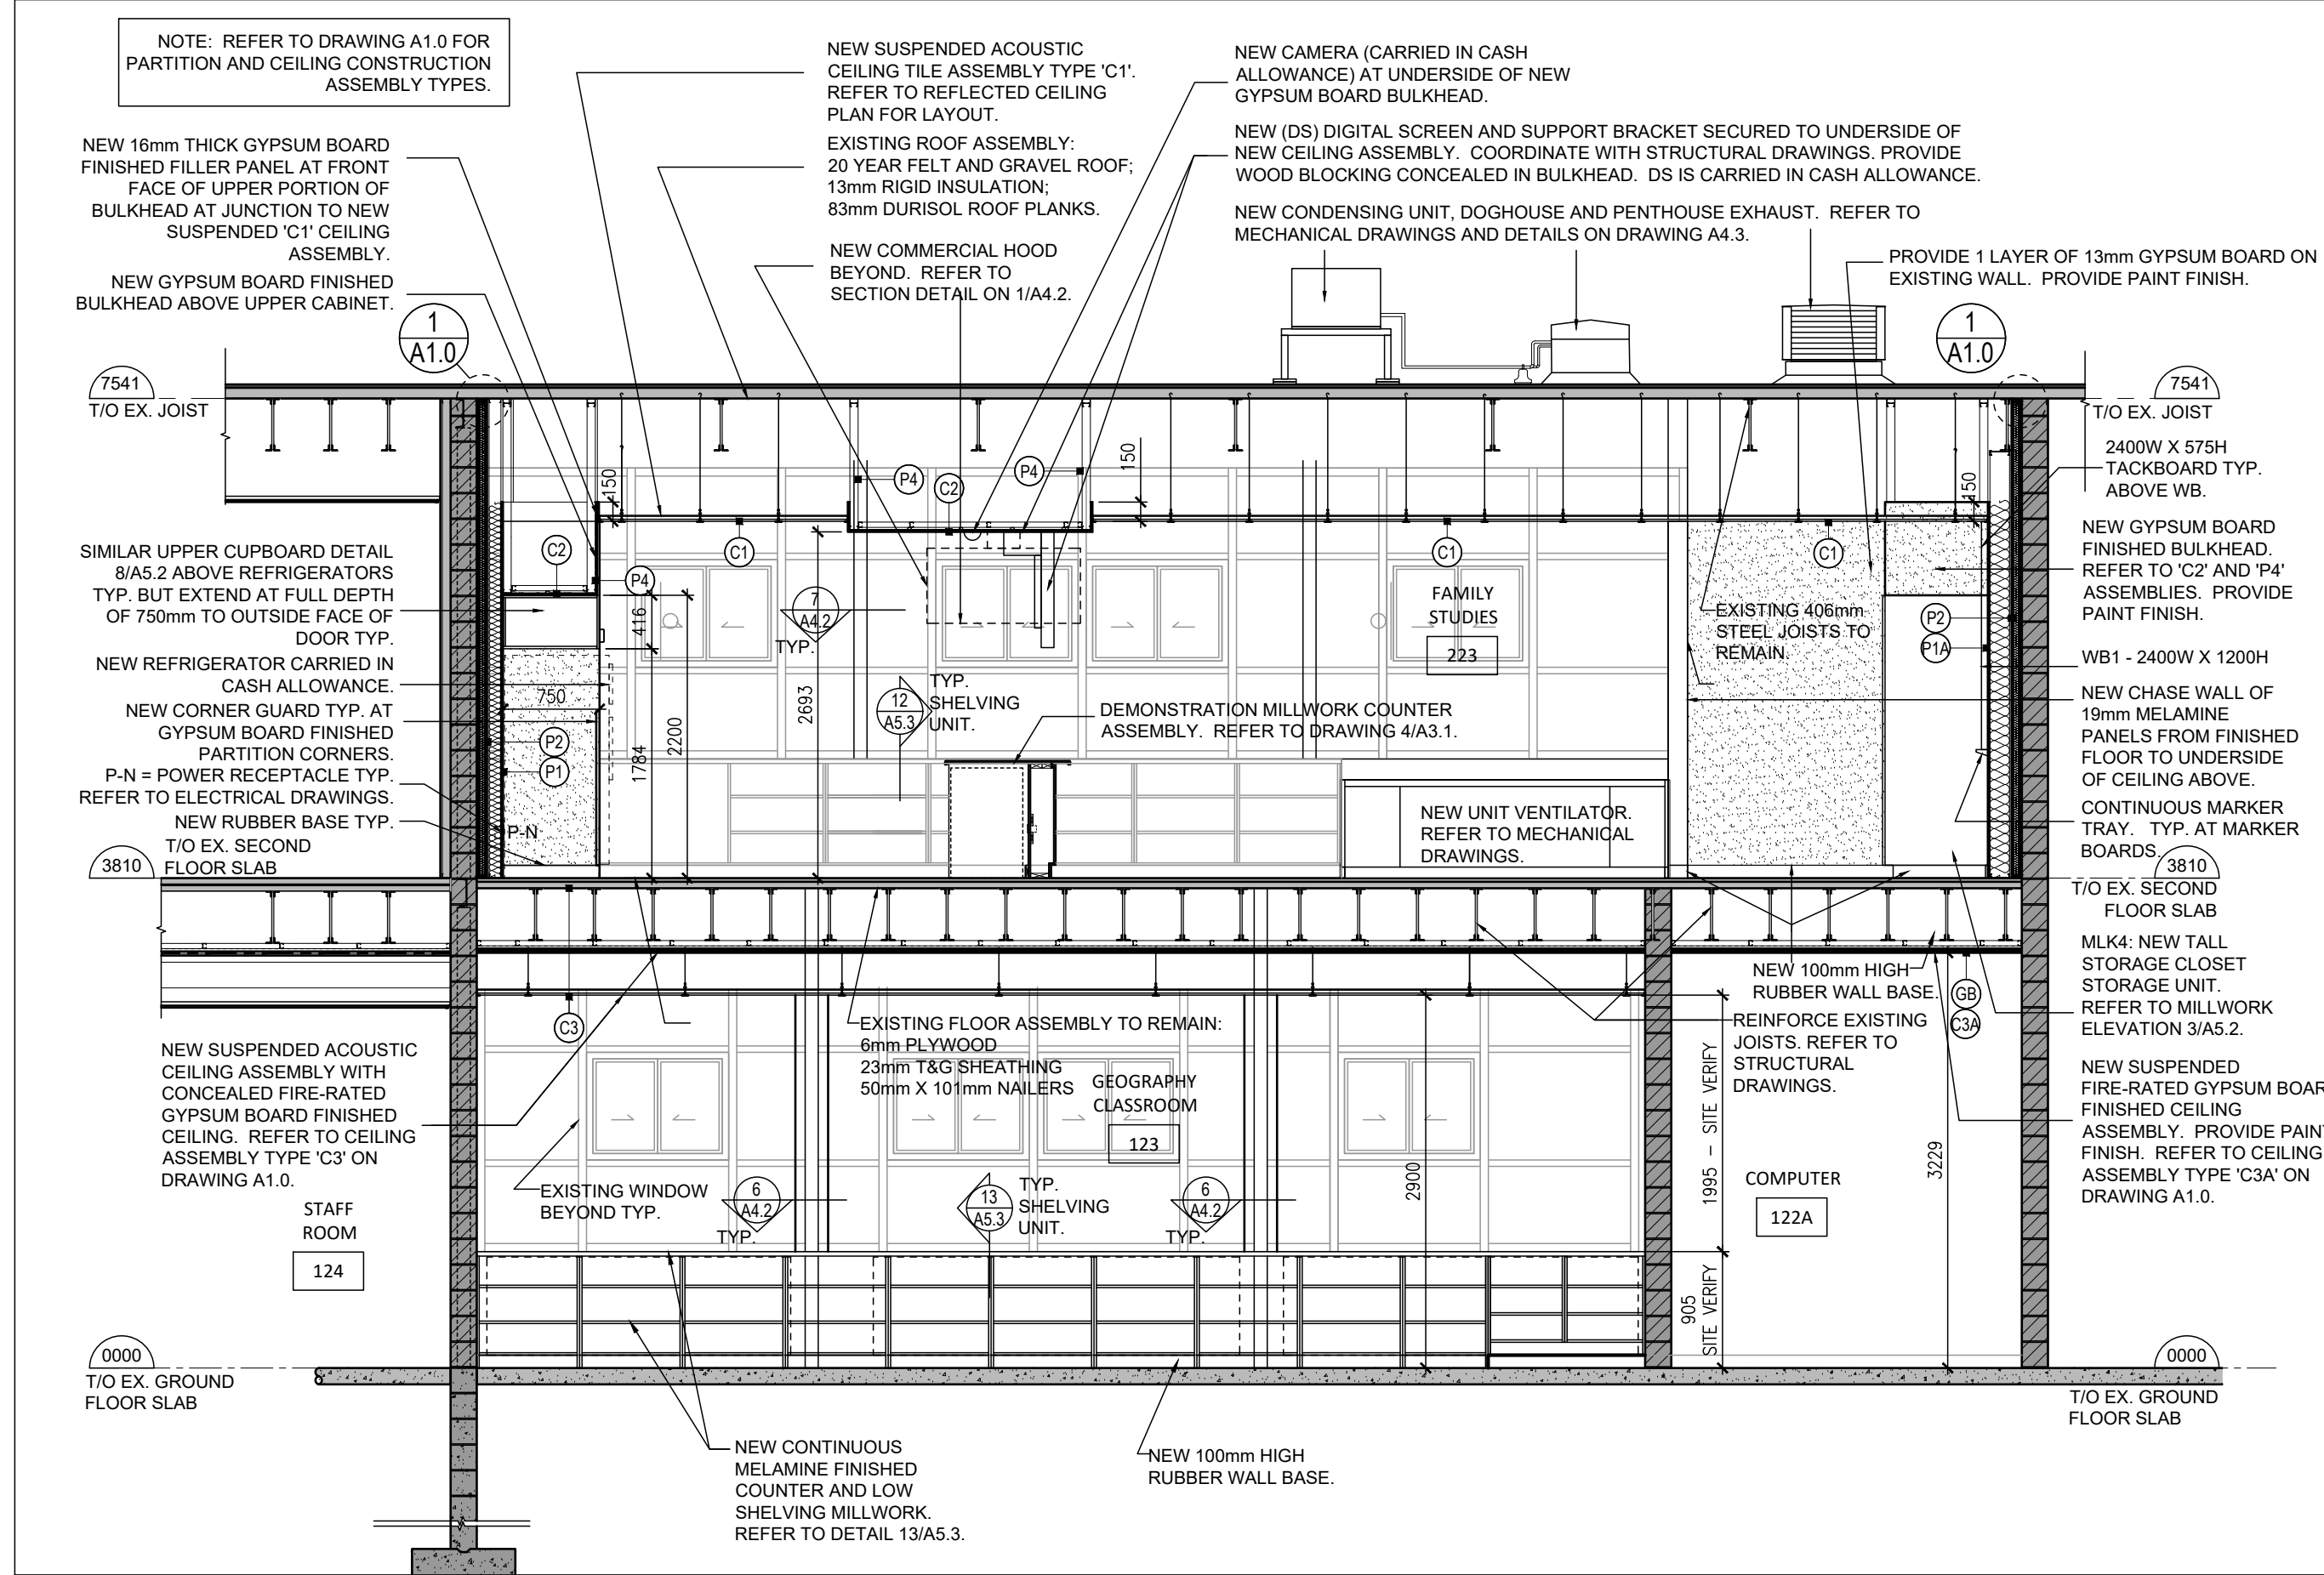 NOTE: REFER TO DRAWING A1.0 FOR
PARTITION AND CEILING CONSTRUCTION
ASSEMBLY TYPES.
NEW 16mm THICK GYPSUM BOARD
FINISHED FILLER PANEL AT FRONT
FACE OF UPPER PORTION OF
BULKHEAD AT JUNCTION TO NEW
SUSPENDED 'C1' CEILING
ASSEMBLY.
NEW GYPSUM BOARD FINISHED
BULKHEAD ABOVE UPPER CABINET.
NEW SUSPENDED ACOUSTIC
CEILING TILE ASSEMBLY TYPE 'C1'.
REFER TO REFLECTED CEILING
PLAN FOR LAYOUT.
EXISTING ROOF ASSEMBLY:
20 YEAR FELT AND GRAVEL ROOF;
13mm RIGID INSULATION;
83mm DURISOL ROOF PLANKS.
NEW COMMERCIAL HOOD
BEYOND. REFER TO
SECTION DETAIL ON 1/A4.2.
NEW CAMERA (CARRIED IN CASH
ALLOWANCE) AT UNDERSIDE OF NEW
GYPSUM BOARD BULKHEAD.
NEW (DS) DIGITAL SCREEN AND SUPPORT BRACKET SECURED TO UNDERSIDE OF
NEW CEILING ASSEMBLY. COORDINATE WITH STRUCTURAL DRAWINGS. PROVIDE
WOOD BLOCKING CONCEALED IN BULKHEAD. DS IS CARRIED IN CASH ALLOWANCE.
NEW CONDENSING UNIT, DOGHOUSE AND PENTHOUSE EXHAUST. REFER TO
MECHANICAL DRAWINGS AND DETAILS ON DRAWING A4.3.
PROVIDE 1 LAYER OF 13mm GYPSUM BOARD ON
EXISTING WALL. PROVIDE PAINT FINISH.
1
A1.0
1
A1.0
7541
T/O EX. JOIST
7541
T/O EX. JOIST
2400W X 575H
TACKBOARD TYP.
ABOVE WB.
150
P4
C2
P4
150
150
SIMILAR UPPER CUPBOARD DETAIL
8/A5.2 ABOVE REFRIGERATORS
TYP. BUT EXTEND AT FULL DEPTH
OF 750mm TO OUTSIDE FACE OF
DOOR TYP.
NEW REFRIGERATOR CARRIED IN
CASH ALLOWANCE.
NEW CORNER GUARD TYP. AT
GYPSUM BOARD FINISHED
PARTITION CORNERS.
P-N = POWER RECEPTACLE TYP.
REFER TO ELECTRICAL DRAWINGS.
NEW RUBBER BASE TYP.
T/O EX. SECOND
FLOOR SLAB
3810
C2
P4
C1
416
750
P2
P1
P-N
1784
2200
2693
7
A4.2
TYP.
12
A5.3
TYP.
SHELVING
UNIT.
DEMONSTRATION MILLWORK COUNTER
ASSEMBLY. REFER TO DRAWING 4/A3.1.
C1
FAMILY
STUDIES
223
NEW UNIT VENTILATOR.
REFER TO MECHANICAL
DRAWINGS.
C1
EXISTING 406mm
STEEL JOISTS TO
REMAIN.
P2
P1A
NEW GYPSUM BOARD
FINISHED BULKHEAD.
REFER TO 'C2' AND 'P4'
ASSEMBLIES. PROVIDE
PAINT FINISH.
WB1 - 2400W X 1200H
NEW CHASE WALL OF
19mm MELAMINE
PANELS FROM FINISHED
FLOOR TO UNDERSIDE
OF CEILING ABOVE.
CONTINUOUS MARKER
TRAY. TYP. AT MARKER
BOARDS.
3810
T/O EX. SECOND
FLOOR SLAB
MLK4: NEW TALL
STORAGE CLOSET
STORAGE UNIT.
REFER TO MILLWORK
ELEVATION 3/A5.2.
NEW SUSPENDED
FIRE-RATED GYPSUM BOAR
FINISHED CEILING
ASSEMBLY. PROVIDE PAIN
FINISH. REFER TO CEILING
ASSEMBLY TYPE 'C3A' ON
DRAWING A1.0.
NEW 100mm HIGH
RUBBER WALL BASE.
GB
C3A
REINFORCE EXISTING
JOISTS. REFER TO
STRUCTURAL
DRAWINGS.
C3
EXISTING FLOOR ASSEMBLY TO REMAIN:
6mm PLYWOOD
23mm T&G SHEATHING
50mm X 101mm NAILERS
GEOGRAPHY
CLASSROOM
123
NEW SUSPENDED ACOUSTIC
CEILING ASSEMBLY WITH
CONCEALED FIRE-RATED
GYPSUM BOARD FINISHED
CEILING. REFER TO CEILING
ASSEMBLY TYPE 'C3' ON
DRAWING A1.0.
STAFF
ROOM
124
EXISTING WINDOW
BEYOND TYP.
6
A4.2
TYP.
13
A5.3
TYP.
SHELVING
UNIT.
6
A4.2
TYP.
2900
1995 - SITE VERIFY
905
SITE VERIFY
COMPUTER
122A
3229
0000
T/O EX. GROUND
FLOOR SLAB
0000
T/O EX. GROUND
FLOOR SLAB
NEW CONTINUOUS
MELAMINE FINISHED
COUNTER AND LOW
SHELVING MILLWORK.
REFER TO DETAIL 13/A5.3.
NEW 100mm HIGH
RUBBER WALL BASE.